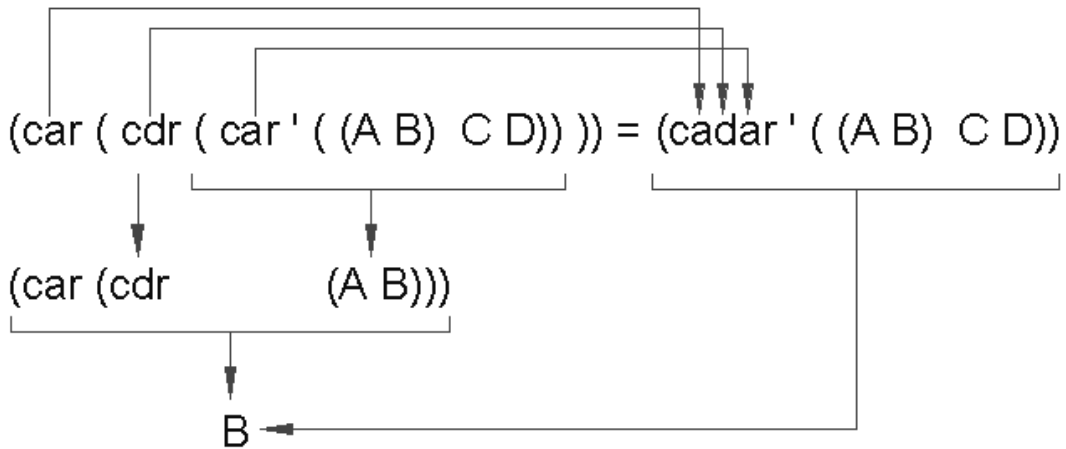 (car ( cdr ( car ' ( (A B)  C D)) )) = (cadar ' ( (A B)  C D))
(car (cdr (A B)))
B